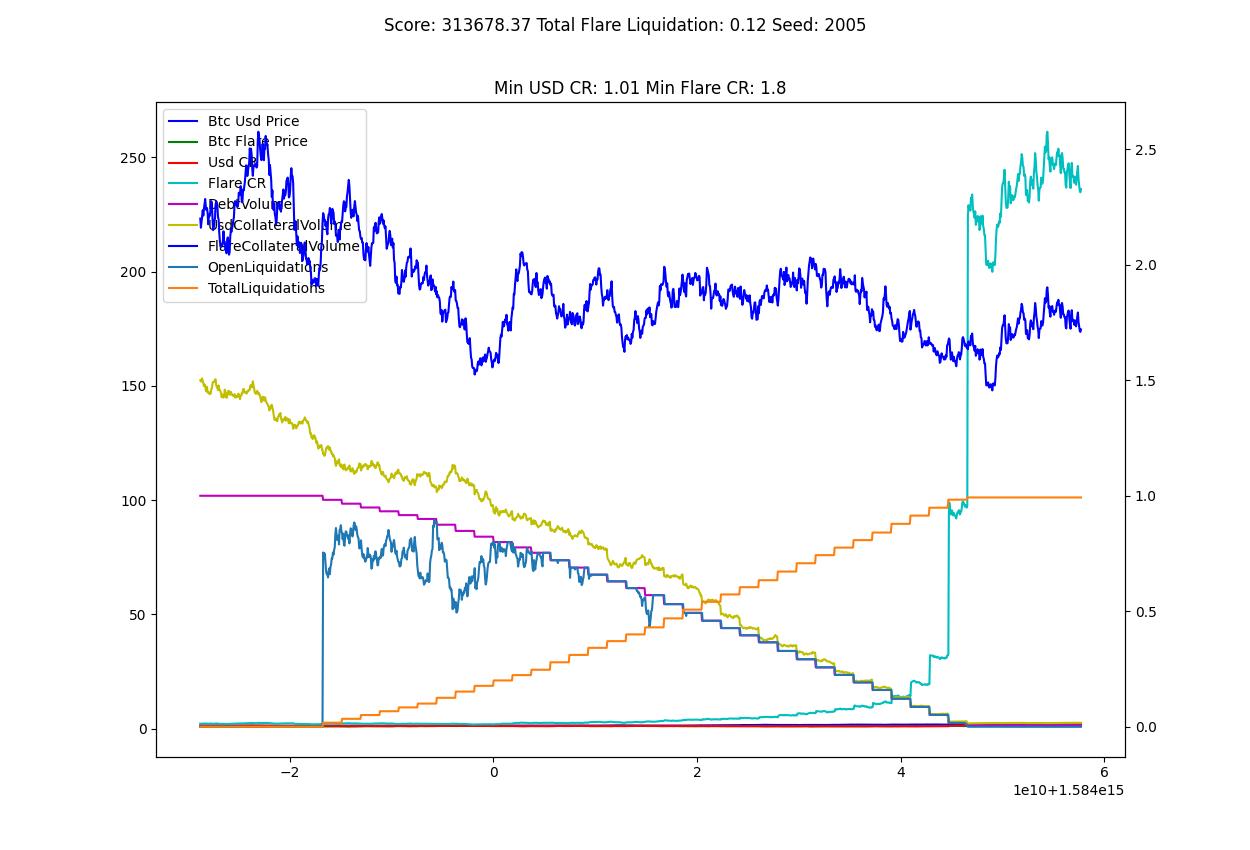 Score: 313678.37 Total Flare Liquidation: 0.12 Seed: 2005
Min USD CR: 1.01 Min Flare CR: 1.8
Btc Usd Price
Btc Flare Price
Usd CR
Flare CR
DebtVolume
UsdCollateralVolume
FlareCollateralVolume
OpenLiquidations
TotalLiquidations
250
200
150
100
50
0
2.5
2.0
1.5
1.0
0.5
0.0
−2
0
2
4
6
1e10+1.584e15